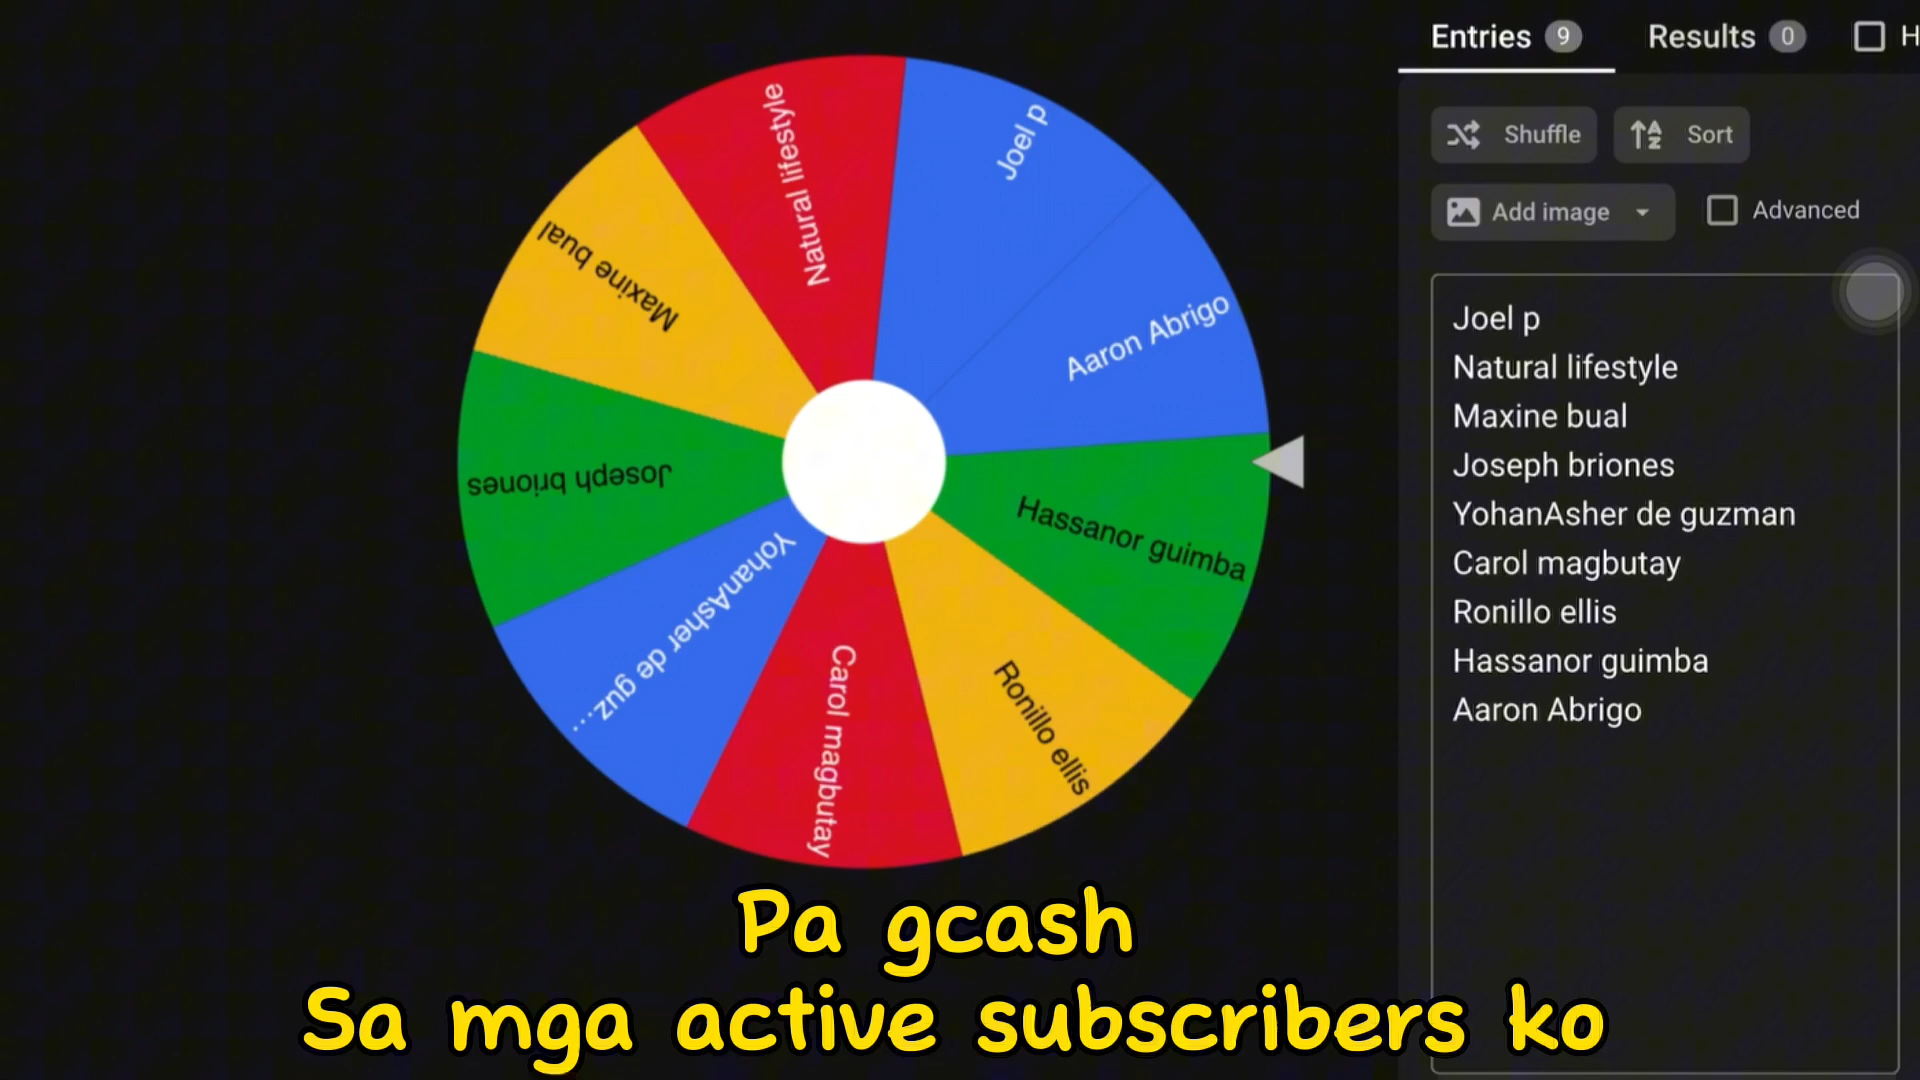 Entries 9 Results 0 H
Shuffle Sort
Add image Advanced
Joel p
Natural lifestyle
Maxine bual
Joseph briones
YohanAsher de guzman
Carol magbutay
Ronillo ellis
Hassanor guimba
Aaron Abrigo
Joel p
Natural lifestyle
Maxine bual
Joseph briones
YohanAsher de guz...
Carol magbutay
Ronillo ellis
Hassanor guimba
Aaron Abrigo
Pa gcash
Sa mga active subscribers ko